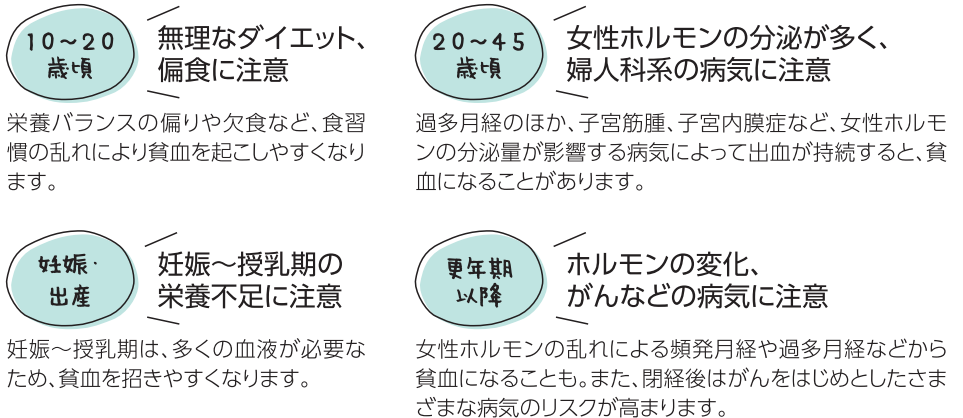 10〜20
歳頃
無理なダイエット、
偏食に注意
栄養バランスの偏りや欠食など、食習
慣の乱れにより貧血を起こしやすくなり
ます。
20〜45
歳頃
女性ホルモンの分泌が多く、
婦人科系の病気に注意
過多月経のほか、子宮筋腫、子宮内膜症など、女性ホルモ
ンの分泌量が影響する病気によって出血が持続すると、貧
血になることがあります。
妊娠・
出産
妊娠〜授乳期の
栄養不足に注意
妊娠〜授乳期は、多くの血液が必要な
ため、貧血を招きやすくなります。
更年期
以降
ホルモンの変化、
がんなどの病気に注意
女性ホルモンの乱れによる頻発月経や過多月経などから
貧血になることも。また、閉経後はがんをはじめとしたさま
ざまな病気のリスクが高まります。